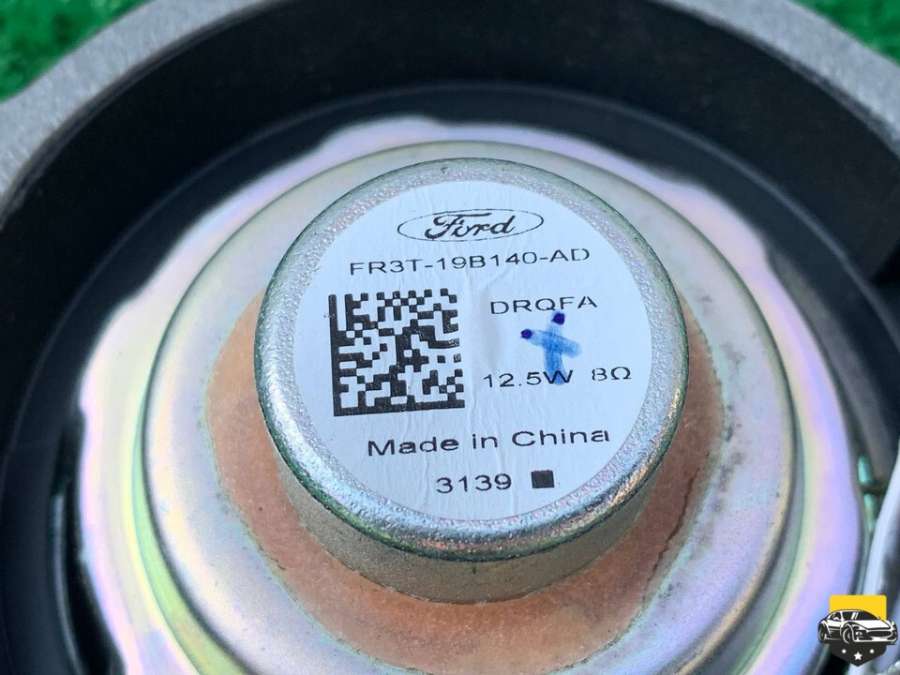 Ford
FR3T-19B140-AD
DRQFA
12.5W 8Ω
Made in China
3139